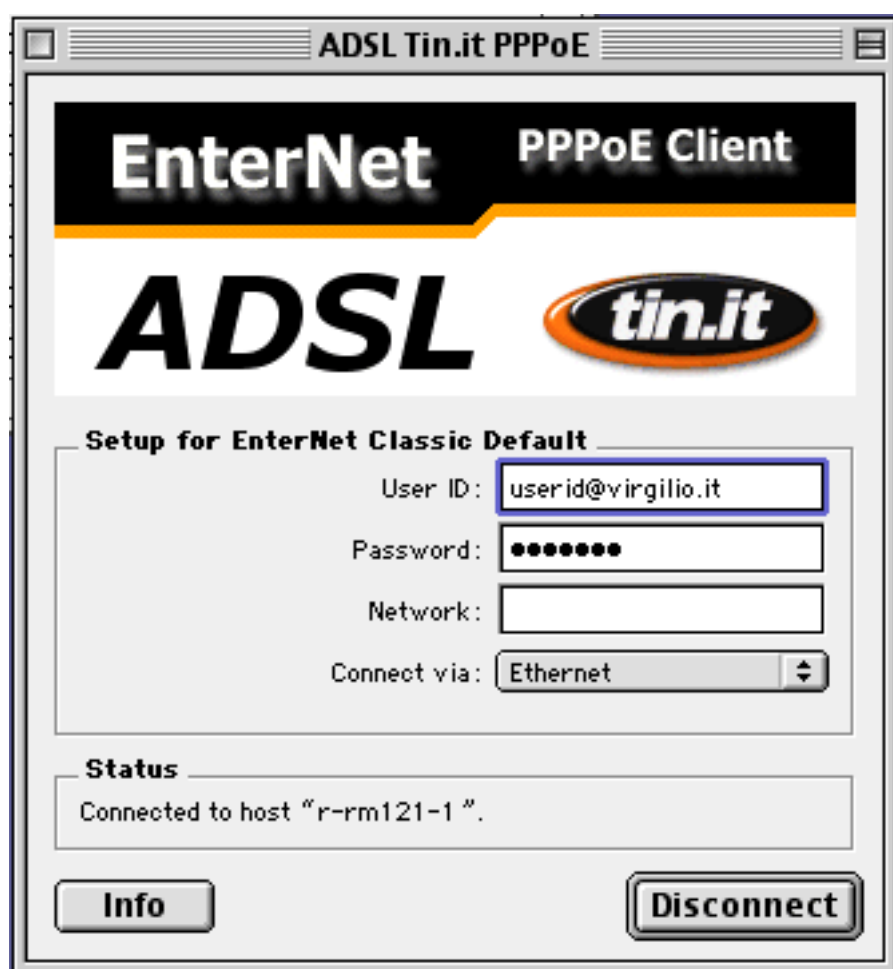 ADSL Tin.it PPPoE
EnterNet PPPoE Client
ADSL tin.it
Setup for EnterNet Classic Default
User ID: userid@virgilio.it
Password: ●●●●●●●
Network:
Connect via: Ethernet
Status
Connected to host "r-rm121-1 ".
Info Disconnect